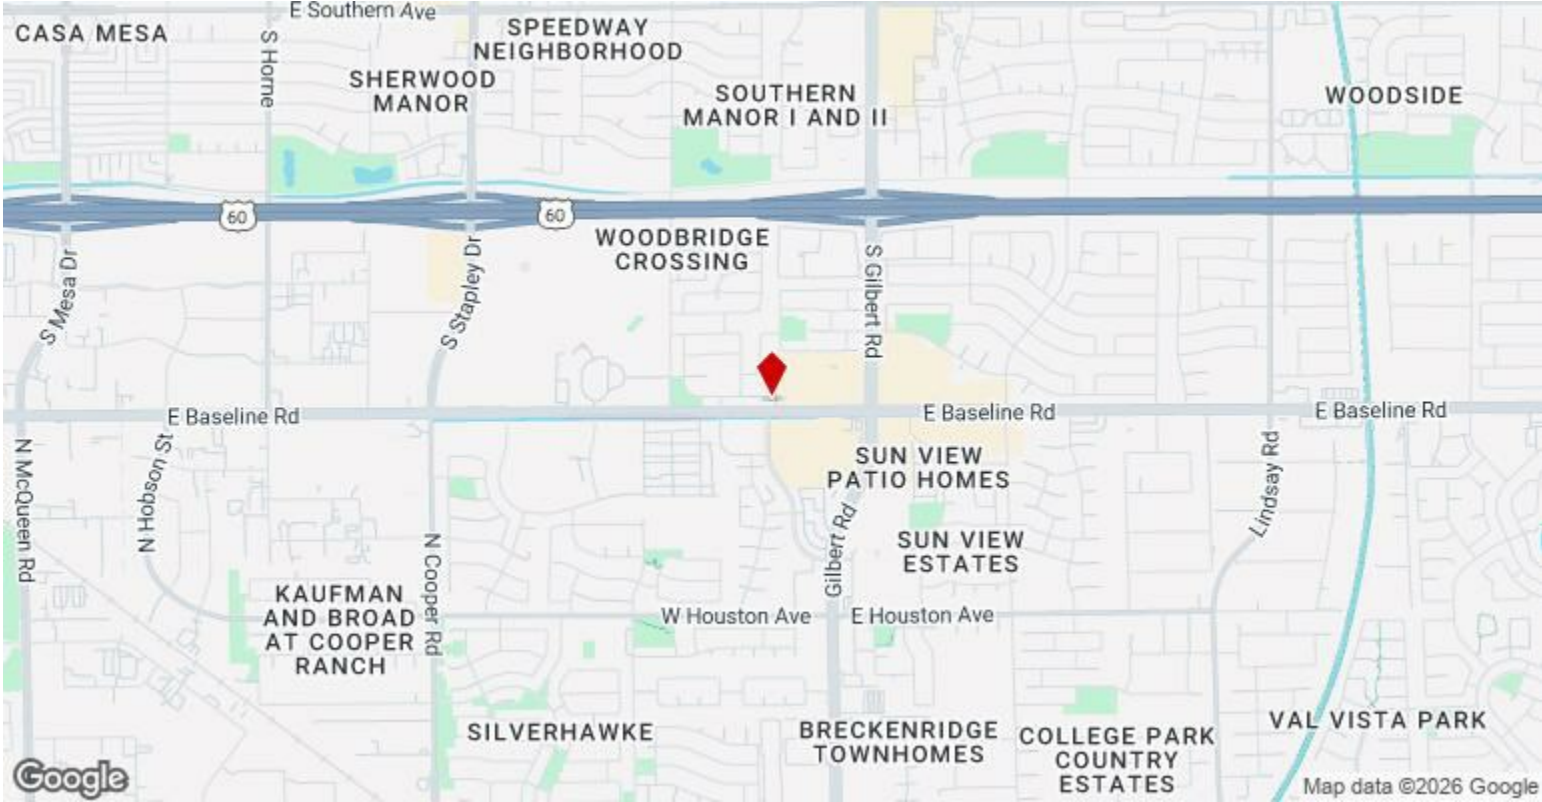 E Southern Ave
CASA MESA
S Horne
SPEEDWAY
NEIGHBORHOOD
SHERWOOD
MANOR
SOUTHERN
MANOR I AND II
WOODSIDE
60
60
WOODBRIDGE
CROSSING
S Mesa Dr
S Stapley Dr
S Gilbert Rd
E Baseline Rd
E Baseline Rd
E Baseline Rd
N McQueen Rd
N Hobson St
N Cooper Rd
SUN VIEW
PATIO HOMES
Gilbert Rd
Lindsay Rd
SUN VIEW
ESTATES
KAUFMAN
AND BROAD
AT COOPER
RANCH
W Houston Ave
E Houston Ave
SILVERHAWKE
BRECKENRIDGE
TOWNHOMES
COLLEGE PARK
COUNTRY
ESTATES
VAL VISTA PARK
Google
Map data ©2026 Google